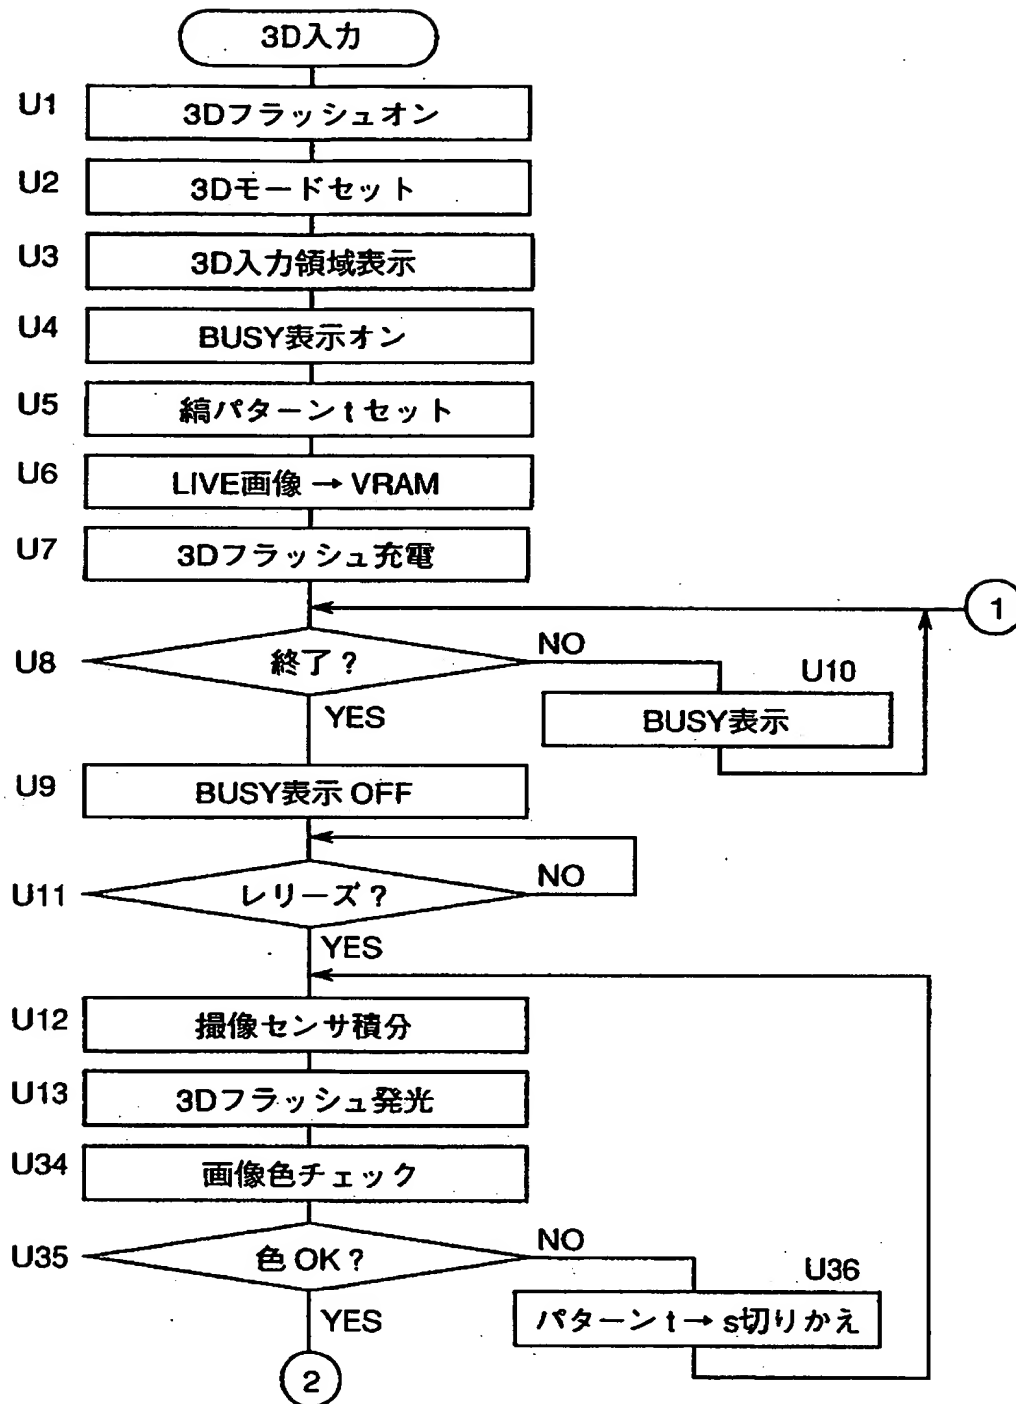 3D入力
U1
3Dフラッシュオン
U2
3Dモードセット
U3
3D入力領域表示
U4
BUSY表示オン
U5
縞パターンtセット
U6
LIVE画像 → VRAM
U7
3Dフラッシュ充電
1
U8
終了?
NO
U10
BUSY表示
YES
U9
BUSY表示 OFF
U11
レリーズ?
NO
YES
U12
撮像センサ積分
U13
3Dフラッシュ発光
U34
画像色チェック
U35
色 OK?
NO
U36
パターン t → s切りかえ
YES
2